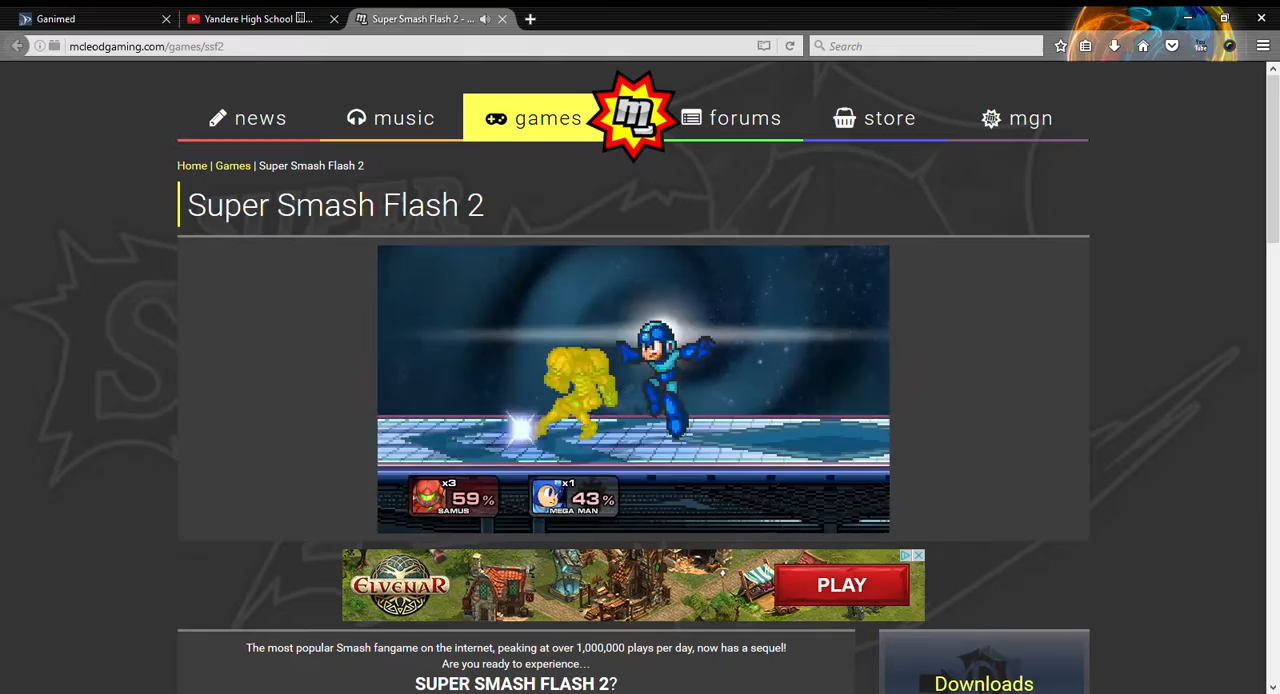 Ganimed
Yandere High School ...
Super Smash Flash 2 - ...
mcleodgaming.com/games/ssf2
Search
You
Tube
news
music
games
forums
store
mgn
Home | Games | Super Smash Flash 2
Super Smash Flash 2
x3
59%
SAMUS
x1
43%
MEGA MAN
ELVENAR
PLAY
The most popular Smash fangame on the internet, peaking at over 1,000,000 plays per day, now has a sequel!
Are you ready to experience...
SUPER SMASH FLASH 2?
Downloads